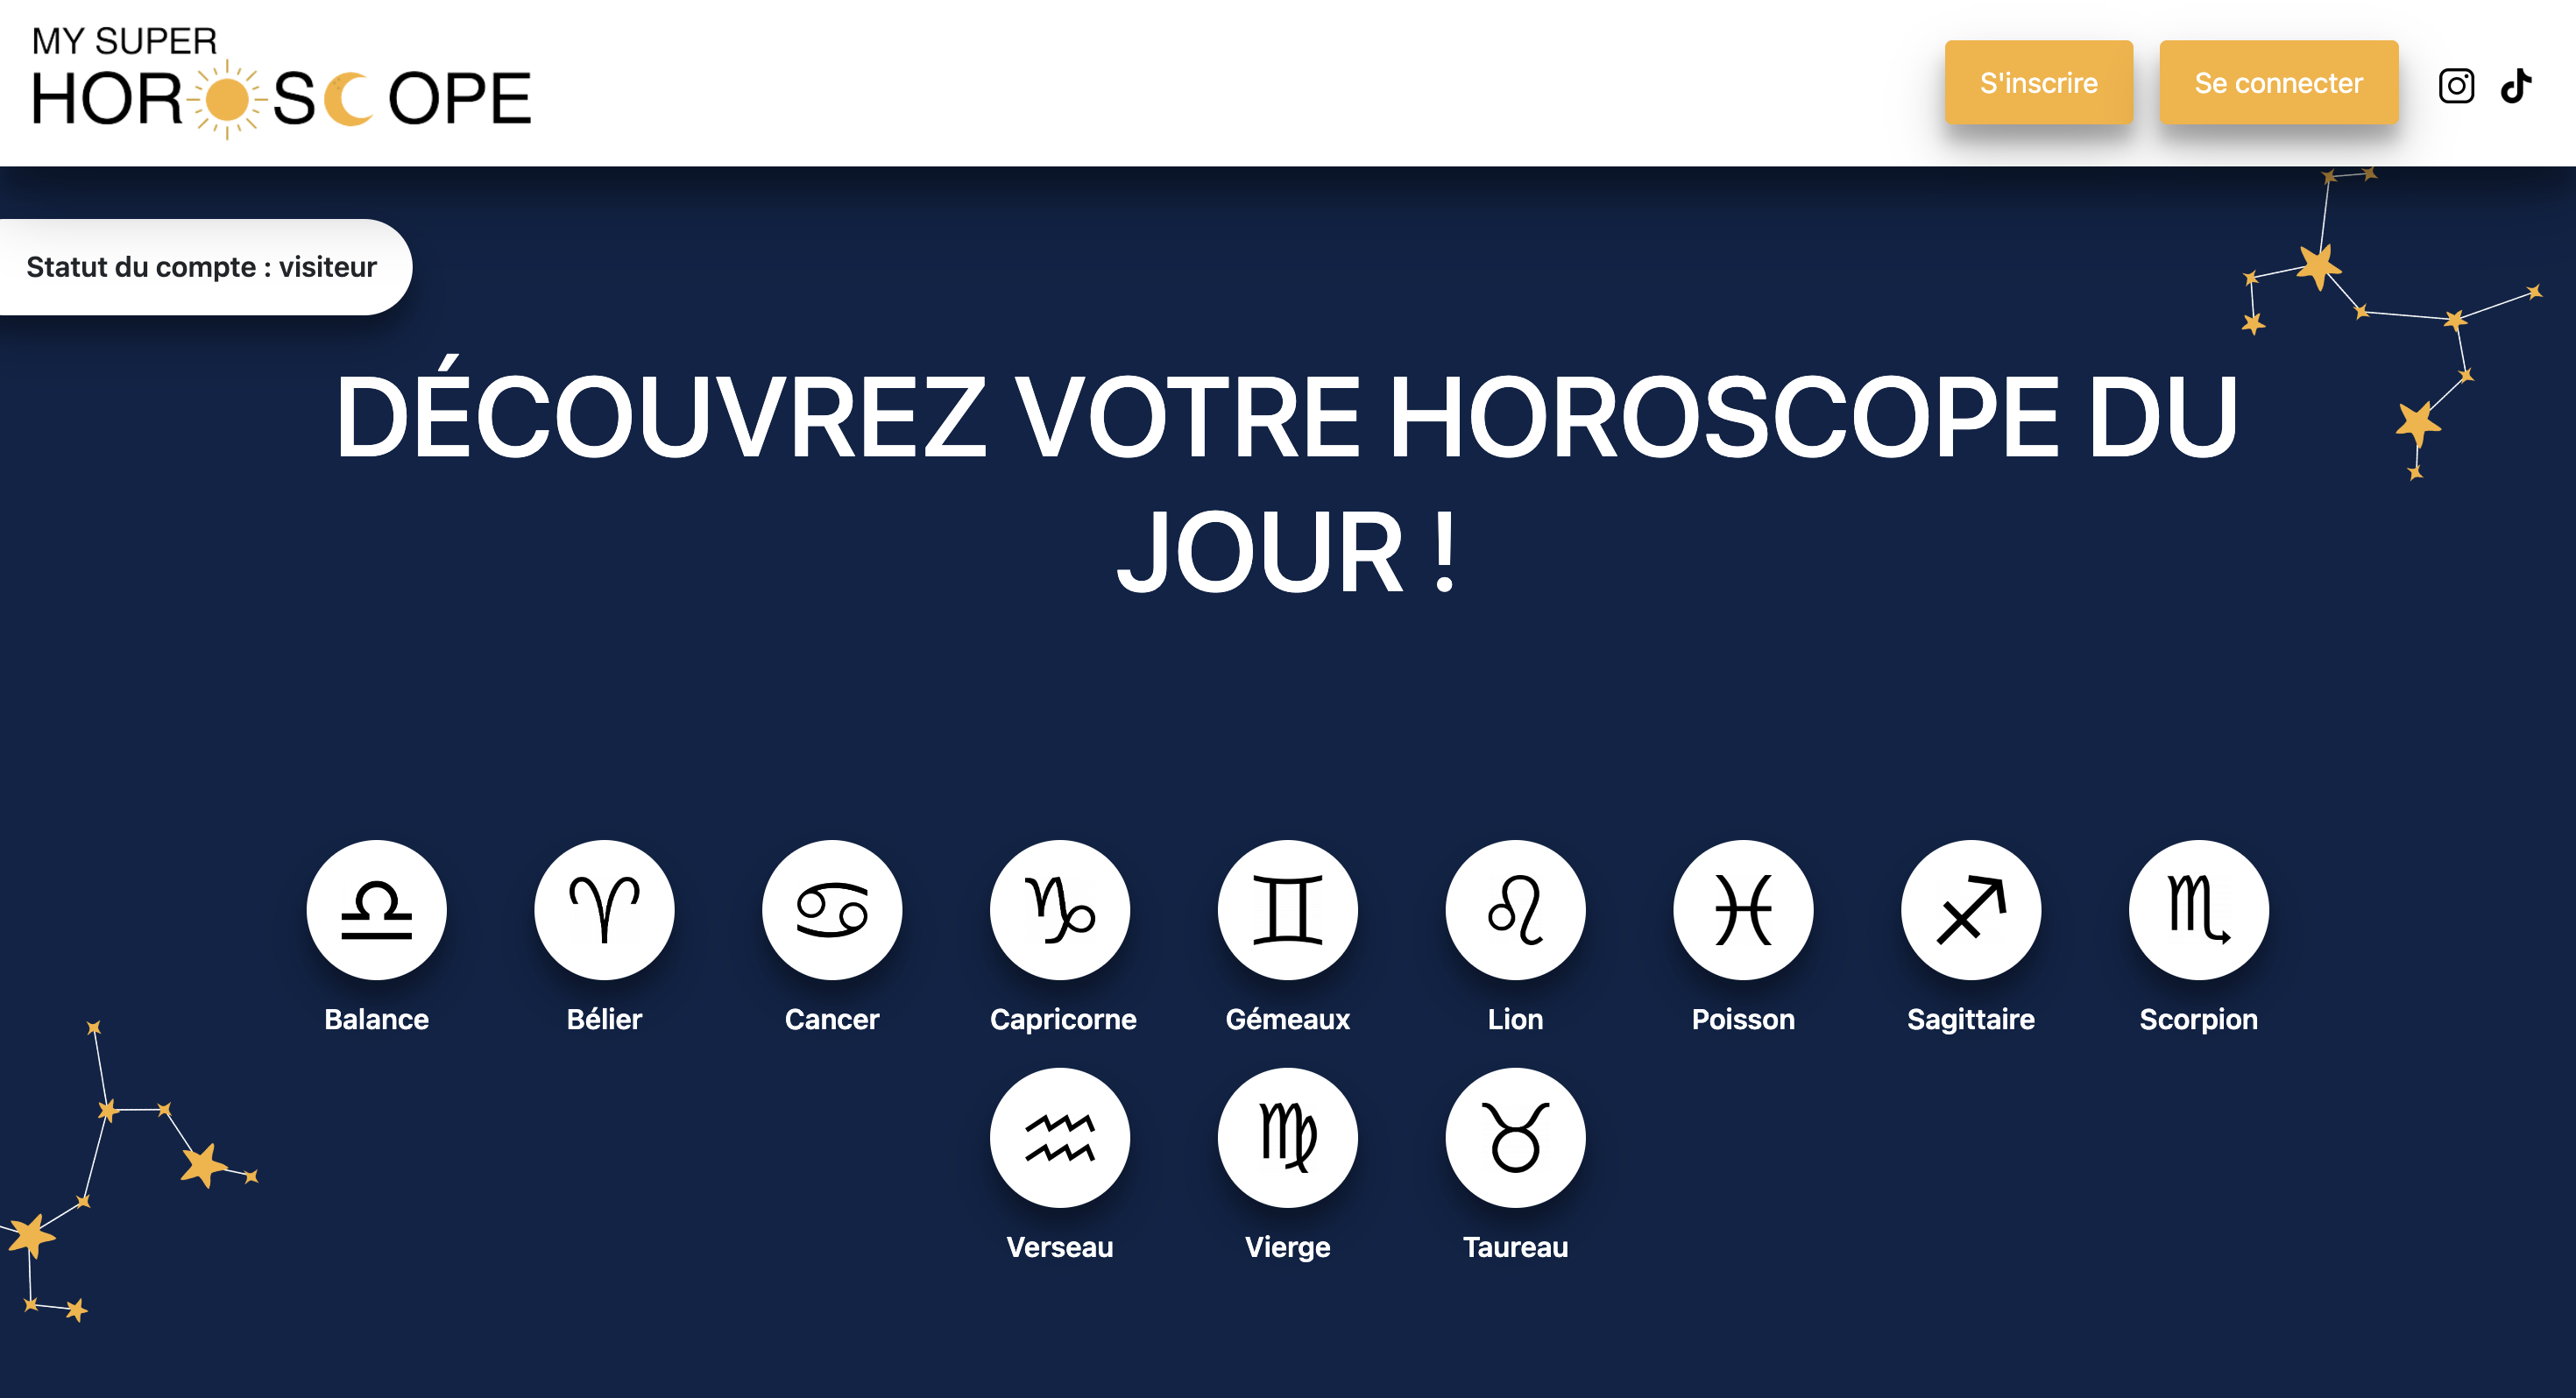 MY SUPER
HOROSCOPE
S'inscrire
Se connecter
Statut du compte : visiteur
DÉCOUVREZ VOTRE HOROSCOPE DU
JOUR !
Balance
Bélier
Cancer
Capricorne
Gémeaux
Lion
Poisson
Sagittaire
Scorpion
Verseau
Vierge
Taureau